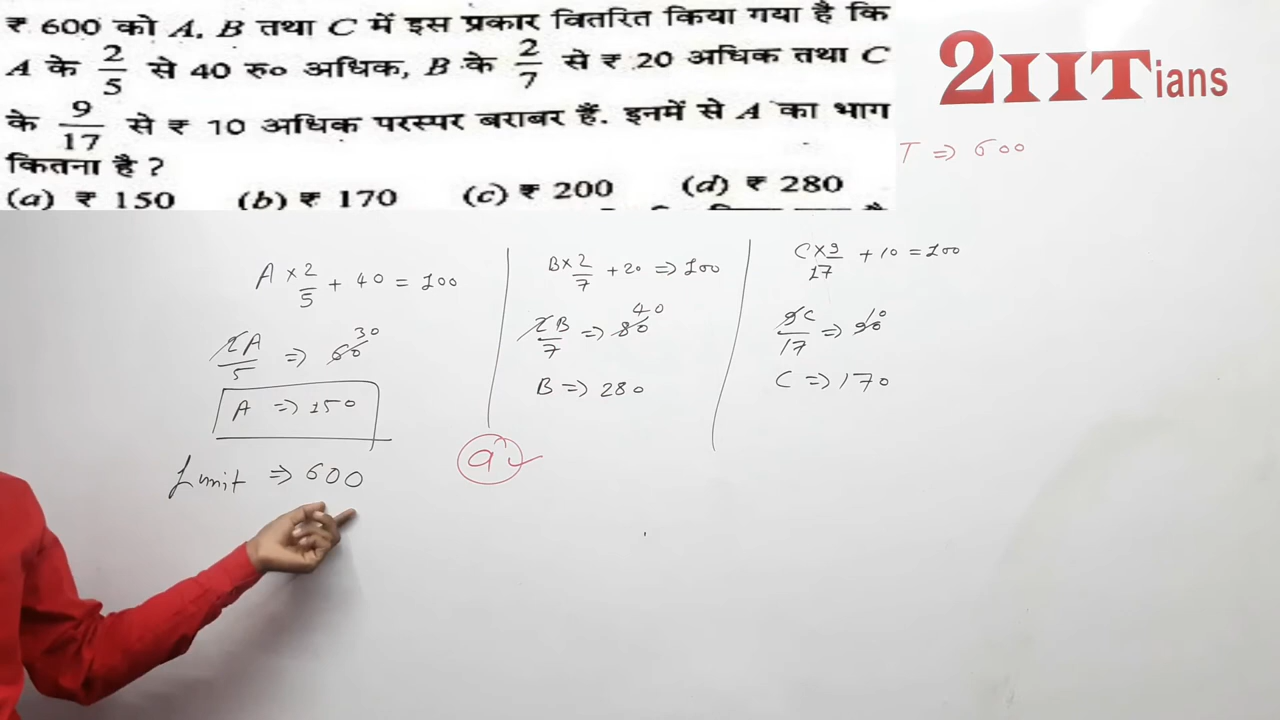 ₹ 600 को A, B तथा C में इस प्रकार वितरित किया गया है कि
A के 2/5 से 40 रु० अधिक, B के 2/7 से ₹ 20 अधिक तथा C
के 9/17 से ₹ 10 अधिक परस्पर बराबर हैं. इनमें से A का भाग
कितना है ?
(a) ₹ 150 (b) ₹ 170 (c) ₹ 200 (d) ₹ 280
2IITians
T ⇒ 600
A × 2/5 + 40 = 100
2A/5 ⇒ 60 30
A ⇒ 150
Limit ⇒ 600
B × 2/7 + 20 ⇒ 100
2B/7 ⇒ 80 40
B ⇒ 280
a
C × 9/17 + 10 = 100
9C/17 ⇒ 90 10
C ⇒ 170